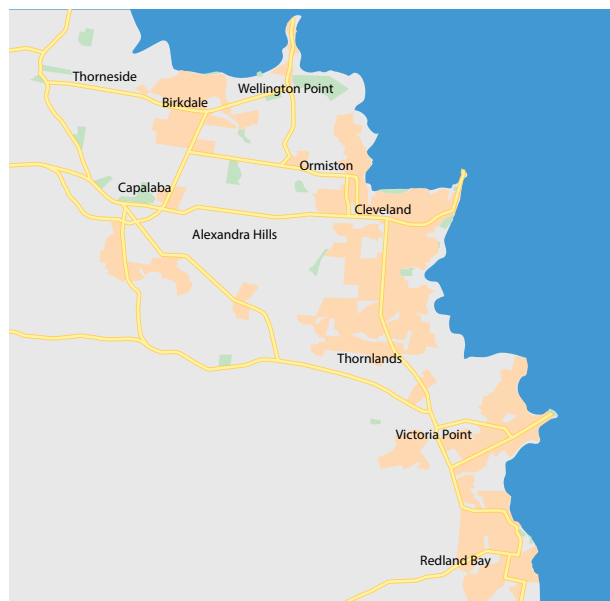 Thorneside
Wellington Point
Birkdale
Ormiston
Capalaba
Cleveland
Alexandra Hills
Thornlands
Victoria Point
Redland Bay